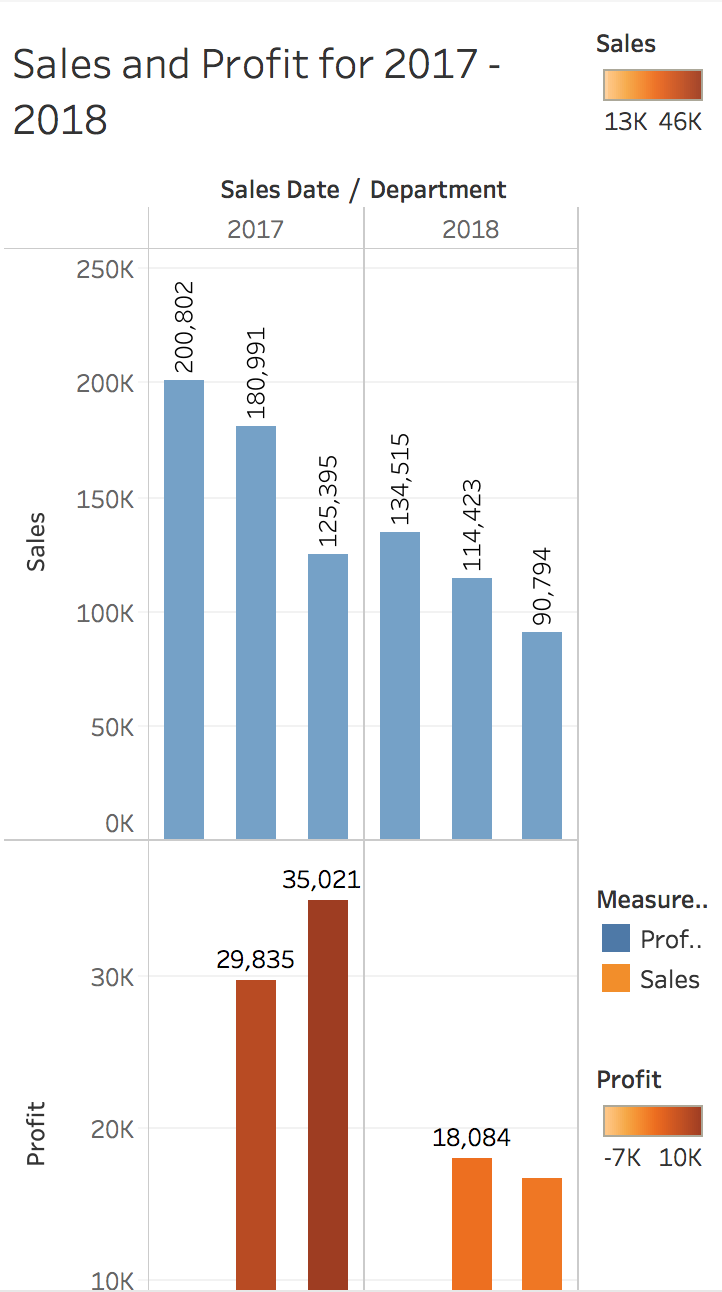 Sales and Profit for 2017 -
2018
Sales
13K 46K
Sales Date / Department
2017 2018
250K
200K
150K
100K
50K
0K
Sales
200,802
180,991
125,395
134,515
114,423
90,794
35,021
29,835
18,084
30K
20K
10K
Profit
Measure..
Prof..
Sales
Profit
-7K 10K